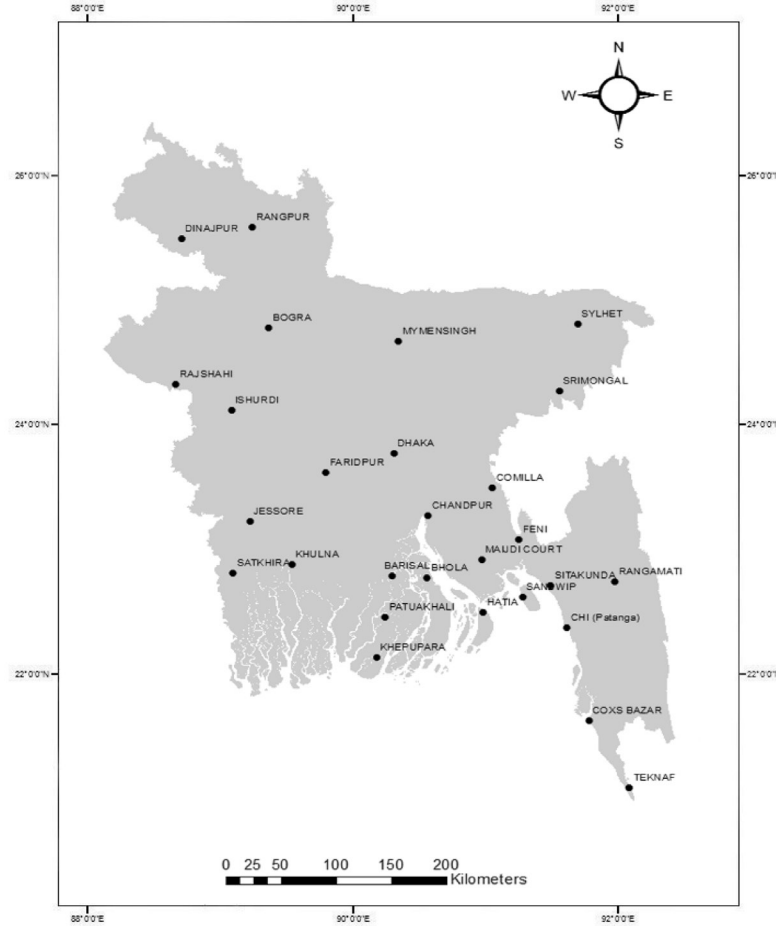 88°0'0"E 90°0'0"E 92°0'0"E
N
W E
S
26°0'0"N 26°0'0"N
RANGPUR
DINAJPUR
BOGRA
SYLHET
MYMENSINGH
RAJSHAHI
SRIMONGAL
ISHURDI
24°0'0"N 24°0'0"N
DHAKA
FARIDPUR
COMILLA
CHANDPUR
JESSORE
FENI
MAIJDI COURT
KHULNA
SATKHIRA
BARISAL
BHOLA
SITAKUNDA
RANGAMATI
SANDWIP
HATIA
PATUAKHALI
CHI (Patanga)
KHEPUPARA
22°0'0"N 22°0'0"N
COXS BAZAR
TEKNAF
0 25 50 100 150 200
Kilometers
88°0'0"E 90°0'0"E 92°0'0"E